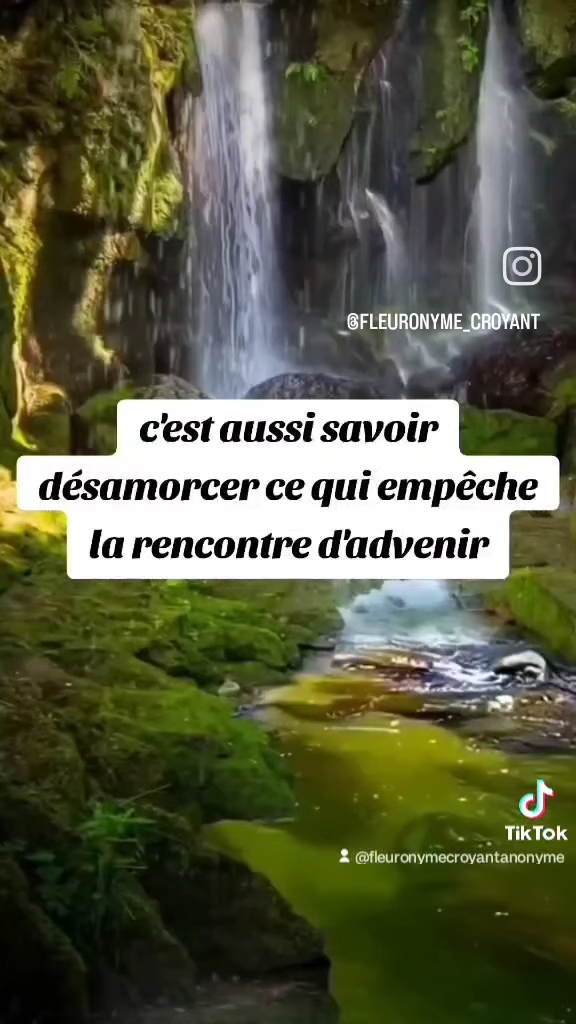 @FLEURONYME_CROYANT
c'est aussi savoir
désamorcer ce qui empêche
la rencontre d'advenir
TikTok
@fleuronymecroyantanonyme